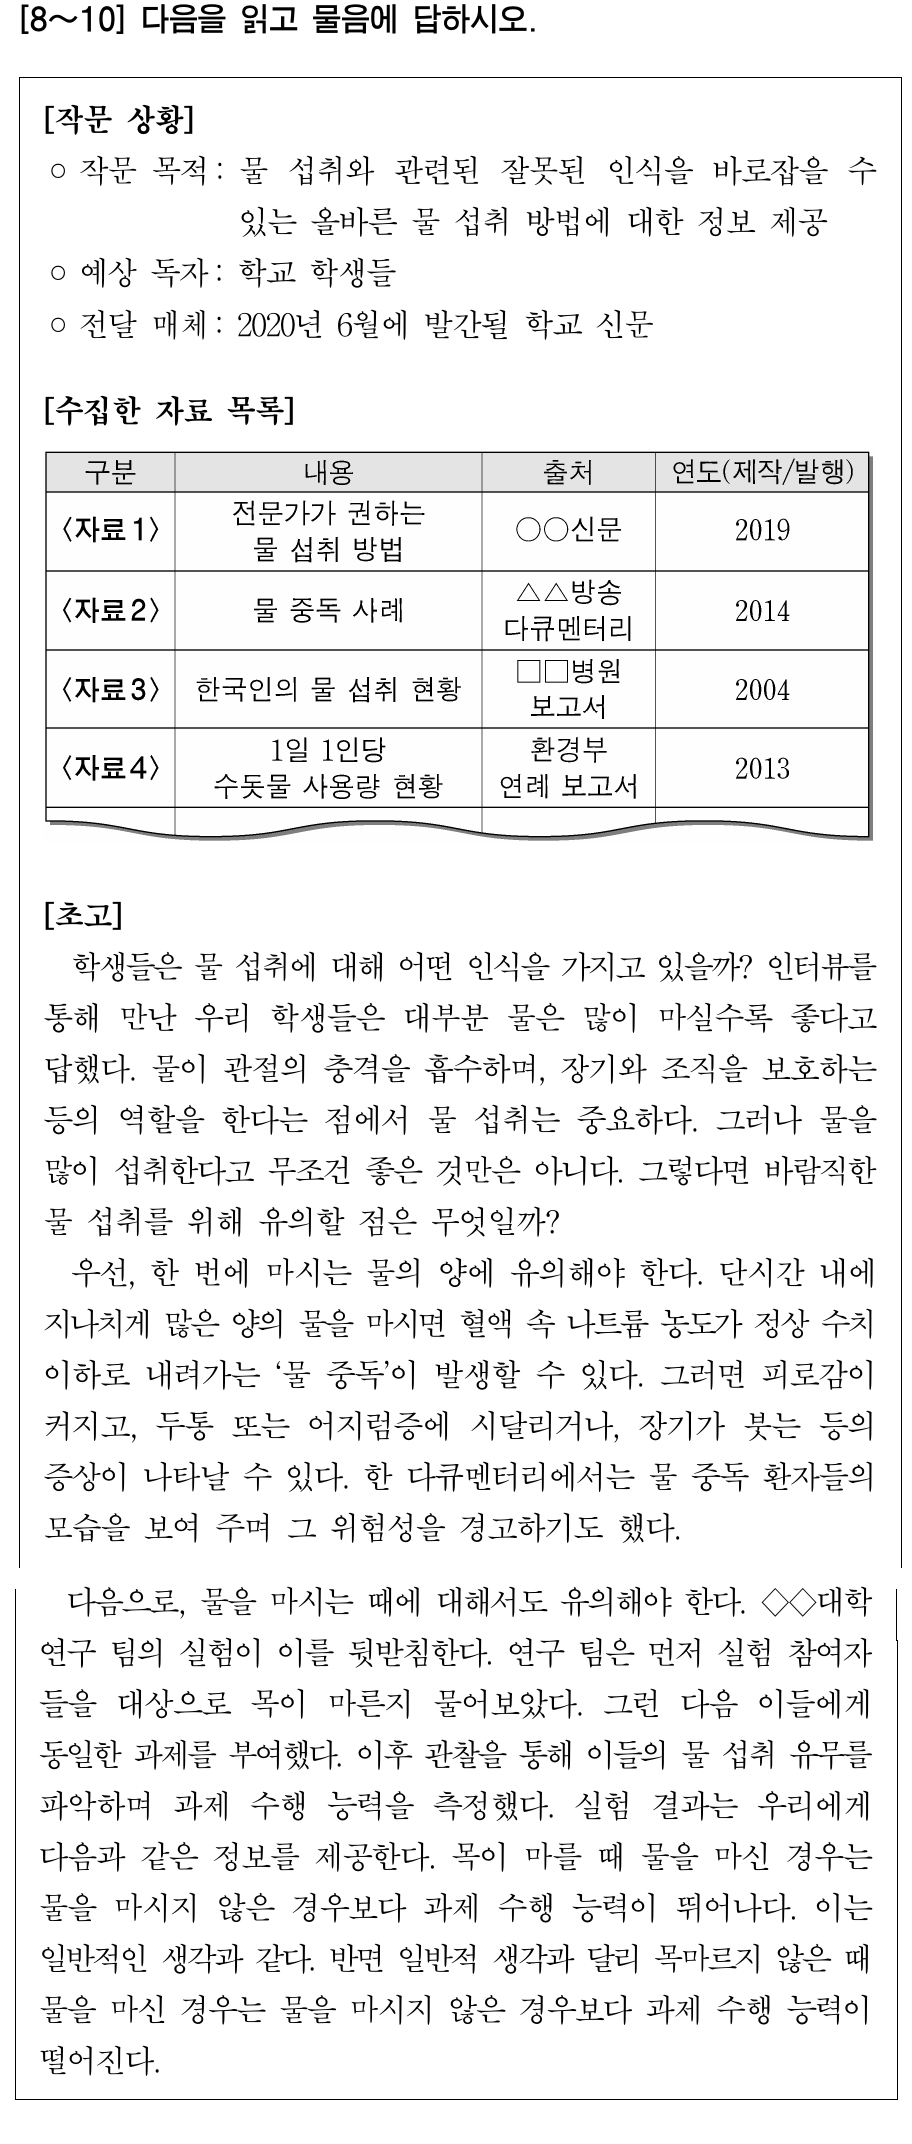 [8～10] 다음을 읽고 물음에 답하시오.
[작문 상황]
○ 작문 목적: 물 섭취와 관련된 잘못된 인식을 바로잡을 수
있는 올바른 물 섭취 방법에 대한 정보 제공
○ 예상 독자: 학교 학생들
○ 전달 매체: 2020년 6월에 발간될 학교 신문
[수집한 자료 목록]
구분 내용 출처 연도(제작/발행)
〈자료 1〉 전문가가 권하는 물 섭취 방법 ○○신문 2019
〈자료 2〉 물 중독 사례 △△방송 다큐멘터리 2014
〈자료 3〉 한국인의 물 섭취 현황 □□병원 보고서 2004
〈자료 4〉 1일 1인당 수돗물 사용량 현황 환경부 연례 보고서 2013
[초고]
학생들은 물 섭취에 대해 어떤 인식을 가지고 있을까? 인터뷰를
통해 만난 우리 학생들은 대부분 물은 많이 마실수록 좋다고
답했다. 물이 관절의 충격을 흡수하며, 장기와 조직을 보호하는
등의 역할을 한다는 점에서 물 섭취는 중요하다. 그러나 물을
많이 섭취한다고 무조건 좋은 것만은 아니다. 그렇다면 바람직한
물 섭취를 위해 유의할 점은 무엇일까?
우선, 한 번에 마시는 물의 양에 유의해야 한다. 단시간 내에
지나치게 많은 양의 물을 마시면 혈액 속 나트륨 농도가 정상 수치
이하로 내려가는 ‘물 중독’이 발생할 수 있다. 그러면 피로감이
커지고, 두통 또는 어지럼증에 시달리거나, 장기가 붓는 등의
증상이 나타날 수 있다. 한 다큐멘터리에서는 물 중독 환자들의
모습을 보여 주며 그 위험성을 경고하기도 했다.
다음으로, 물을 마시는 때에 대해서도 유의해야 한다. ◇◇대학
연구 팀의 실험이 이를 뒷받침한다. 연구 팀은 먼저 실험 참여자
들을 대상으로 목이 마른지 물어보았다. 그런 다음 이들에게
동일한 과제를 부여했다. 이후 관찰을 통해 이들의 물 섭취 유무를
파악하며 과제 수행 능력을 측정했다. 실험 결과는 우리에게
다음과 같은 정보를 제공한다. 목이 마를 때 물을 마신 경우는
물을 마시지 않은 경우보다 과제 수행 능력이 뛰어나다. 이는
일반적인 생각과 같다. 반면 일반적 생각과 달리 목마르지 않은 때
물을 마신 경우는 물을 마시지 않은 경우보다 과제 수행 능력이
떨어진다.